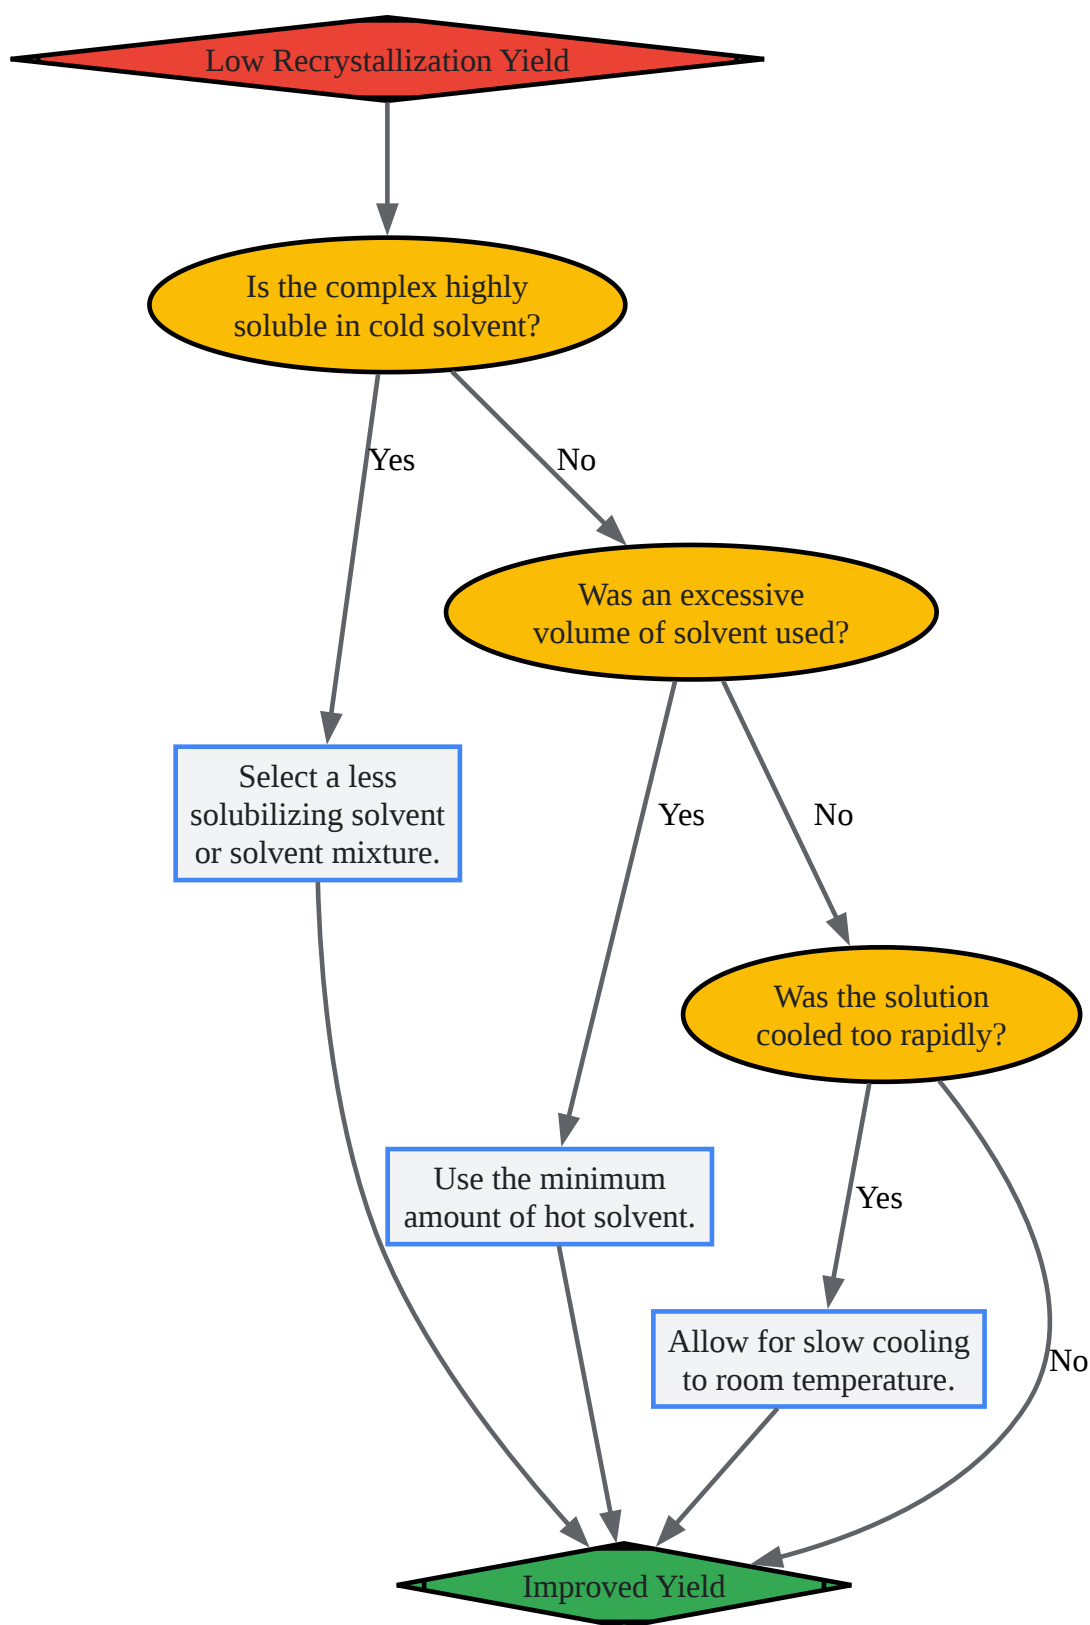 Low Recrystallization Yield
Is the complex highly
soluble in cold solvent?
Yes
No
Was an excessive
volume of solvent used?
Select a less
solubilizing solvent
or solvent mixture.
Yes
No
Was the solution
cooled too rapidly?
Use the minimum
amount of hot solvent.
Yes
Allow for slow cooling
to room temperature.
No
Improved Yield